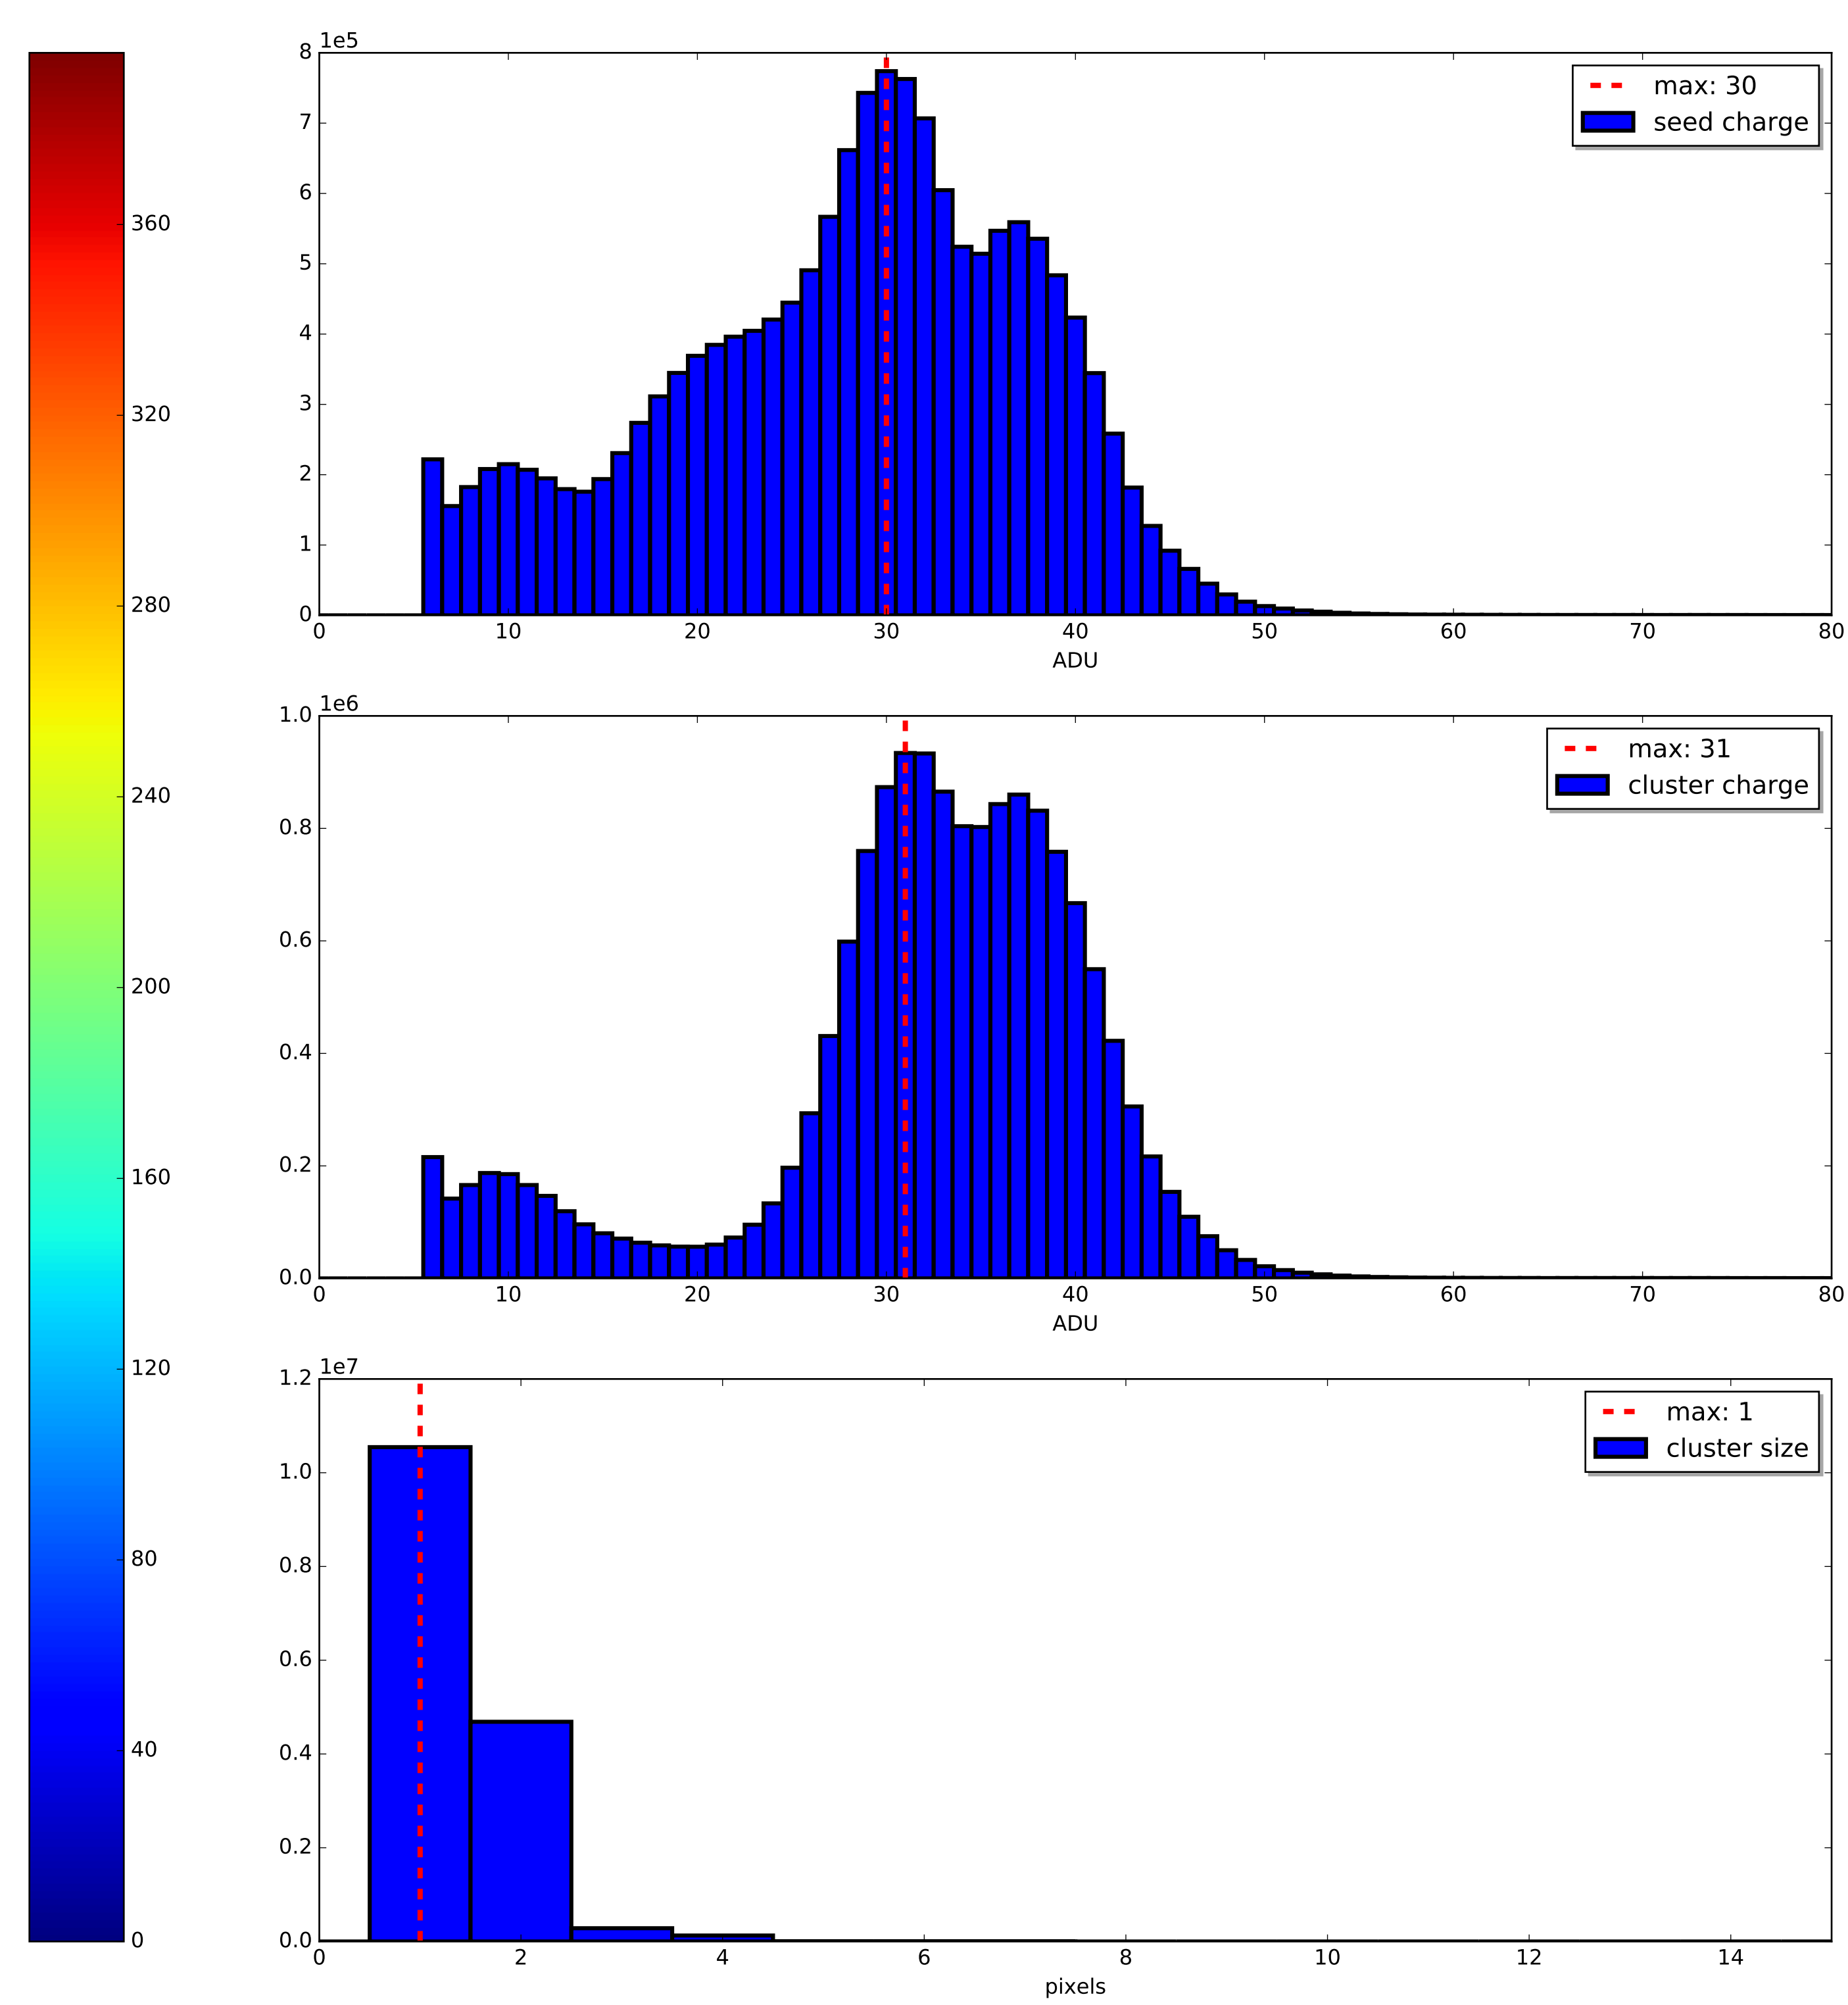 360
320
280
240
200
160
120
80
40
0
1e5
8
7
6
5
4
3
2
1
0
max: 30
seed charge
0 10 20 30 40 50 60 70 80
ADU
1e6
1.0
0.8
0.6
0.4
0.2
0.0
max: 31
cluster charge
0 10 20 30 40 50 60 70 80
ADU
1e7
1.2
1.0
0.8
0.6
0.4
0.2
0.0
max: 1
cluster size
0 2 4 6 8 10 12 14
pixels